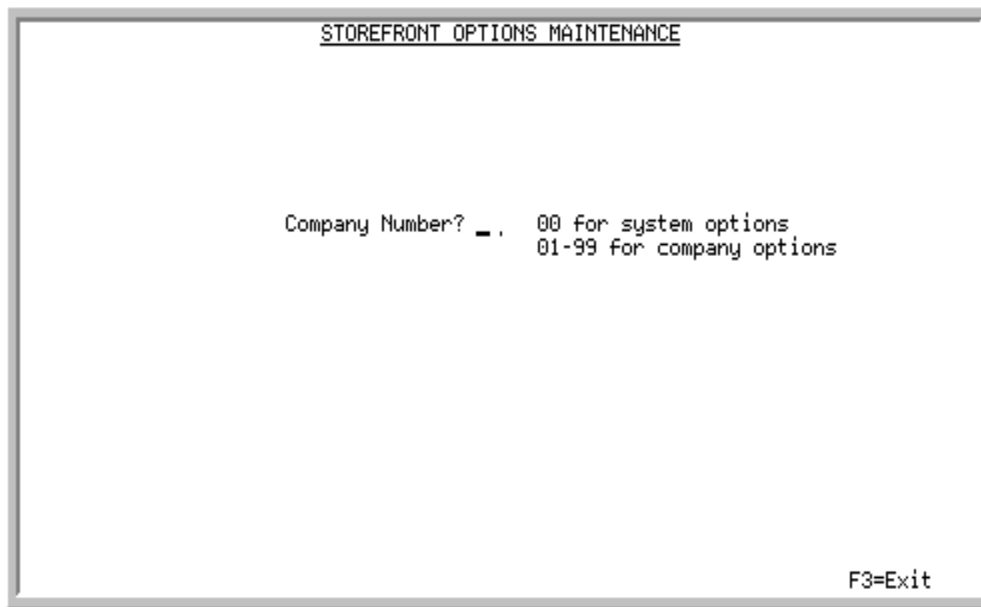 STOREFRONT OPTIONS MAINTENANCE
Company Number? 00 for system options
01-99 for company options
F3=Exit